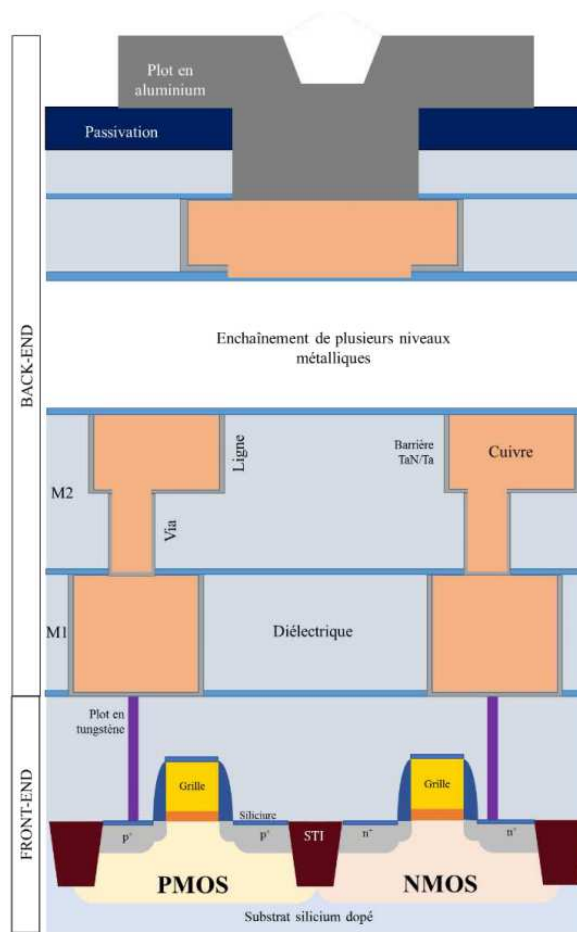 Plot en
aluminium
Passivation
BACK-END
Enchaînement de plusieurs niveaux
métalliques
Ligne
Barrière
TaN/Ta
Cuivre
M2
Via
M1
Diélectrique
FRONT-END
Plot en
tungstène
Grille
Grille
Siliciure
p+
p+
STI
n+
n+
PMOS
NMOS
Substrat silicium dopé